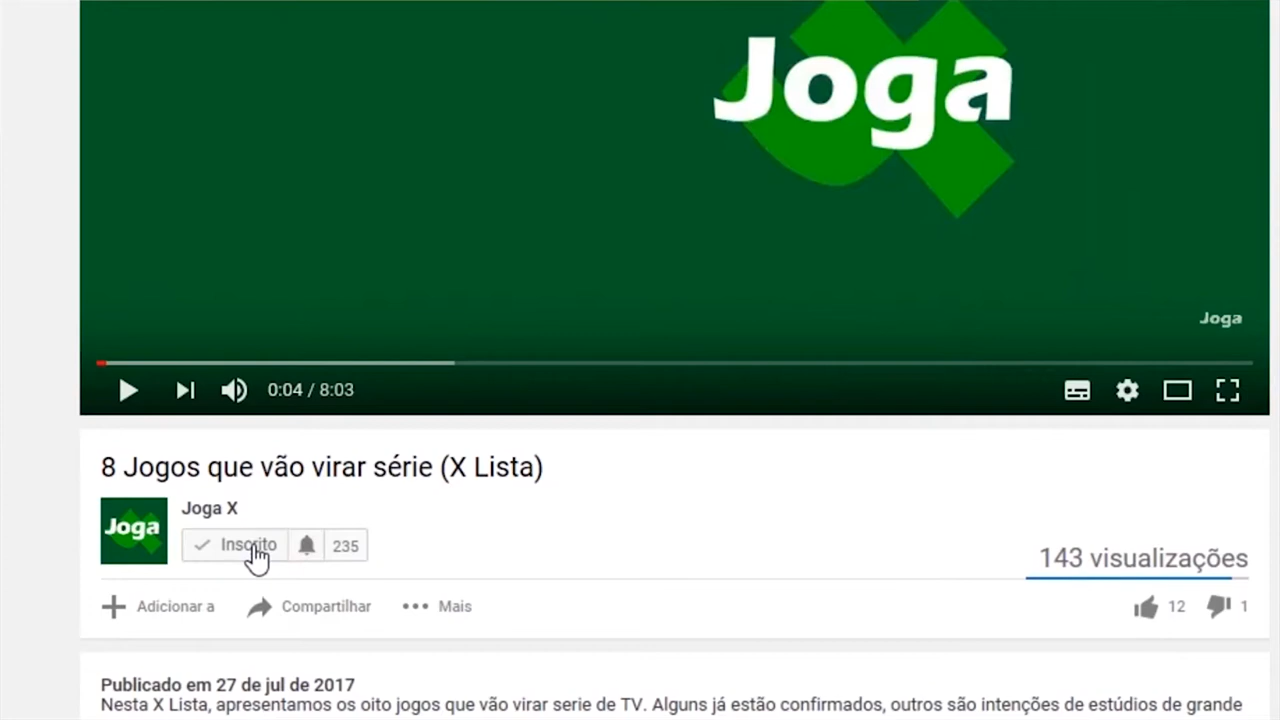 Joga
Joga
0:04 / 8:03
8 Jogos que vão virar série (X Lista)
Joga
Joga X
Inscrito
235
143 visualizações
Adicionar a
Compartilhar
Mais
12
1
Publicado em 27 de jul de 2017
Nesta X Lista, apresentamos os oito jogos que vão virar serie de TV. Alguns já estão confirmados, outros são intenções de estúdios de grande